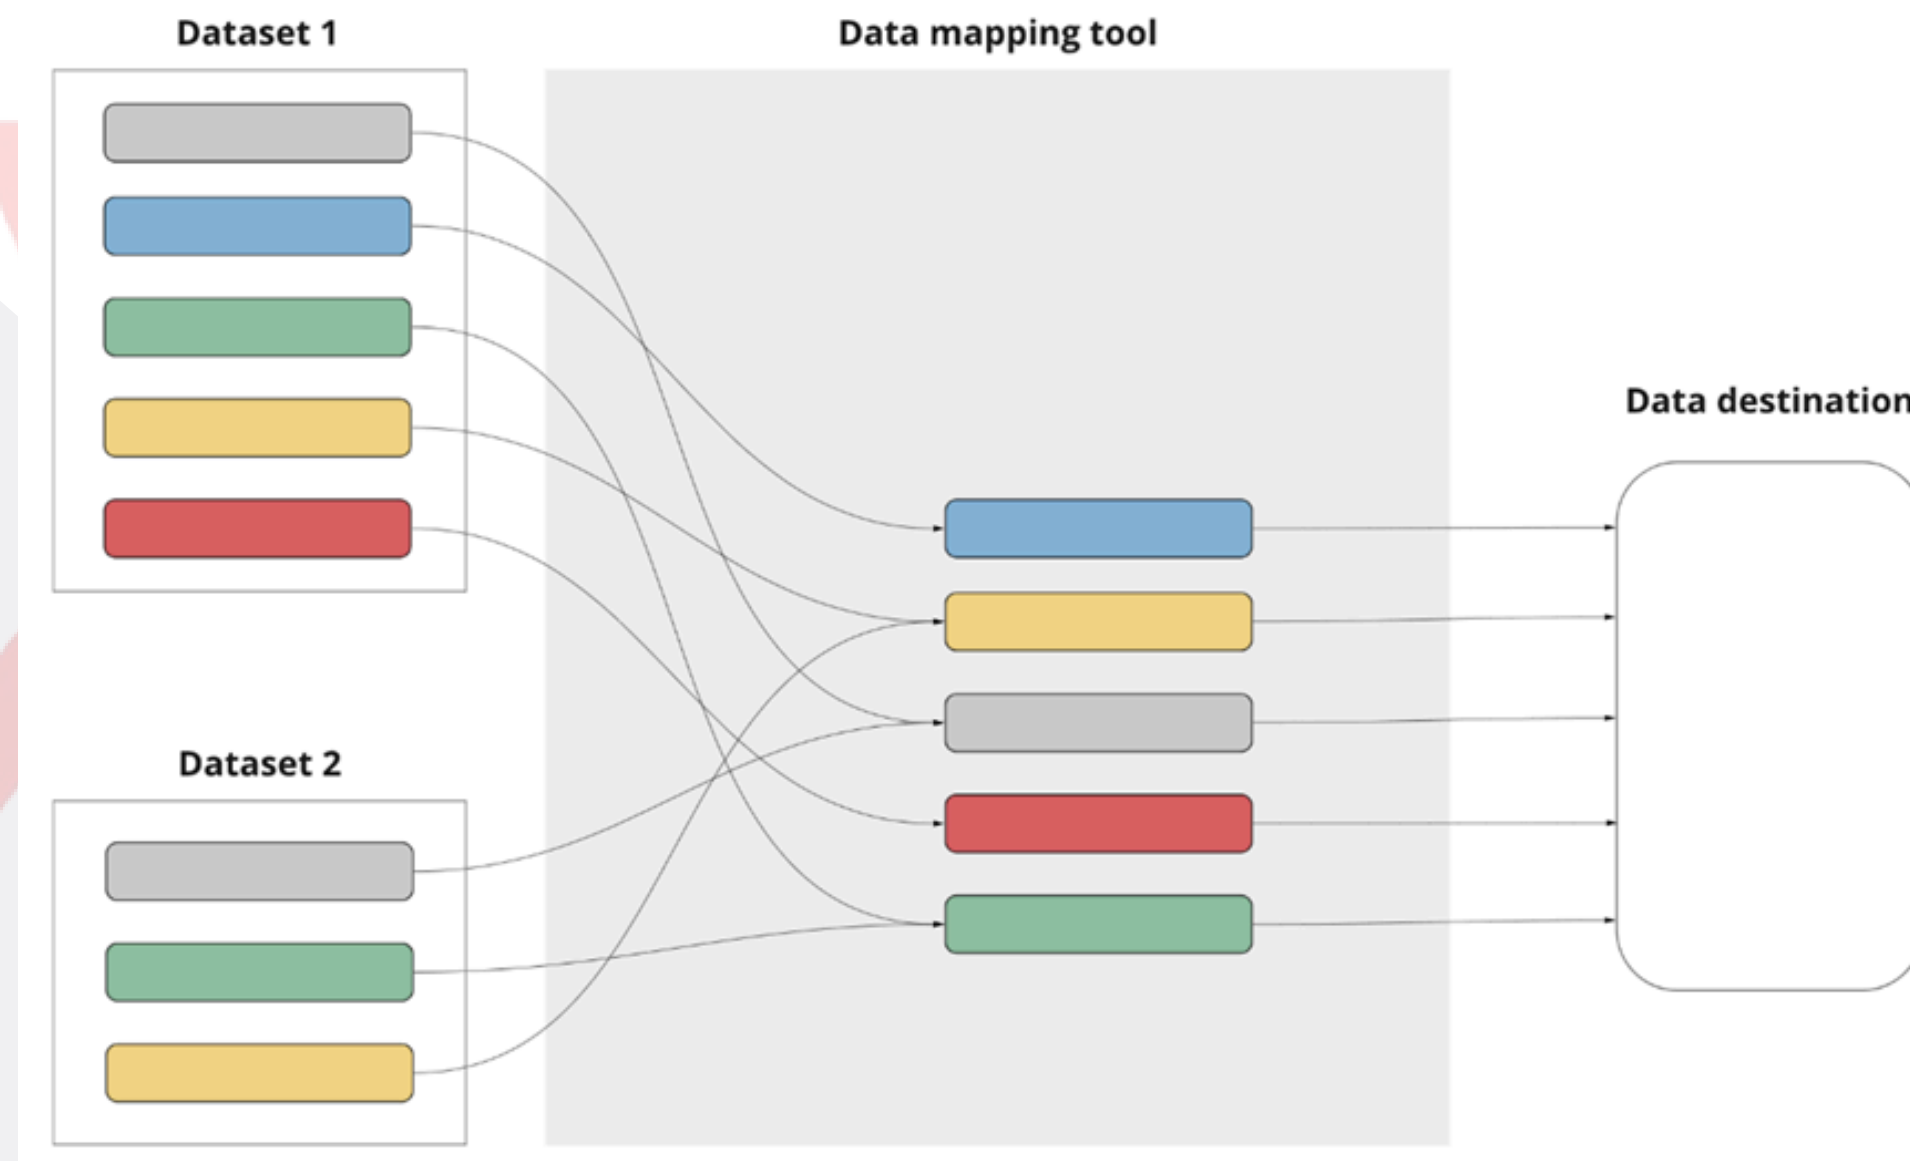 Dataset 1
Data mapping tool
Data destination
Dataset 2